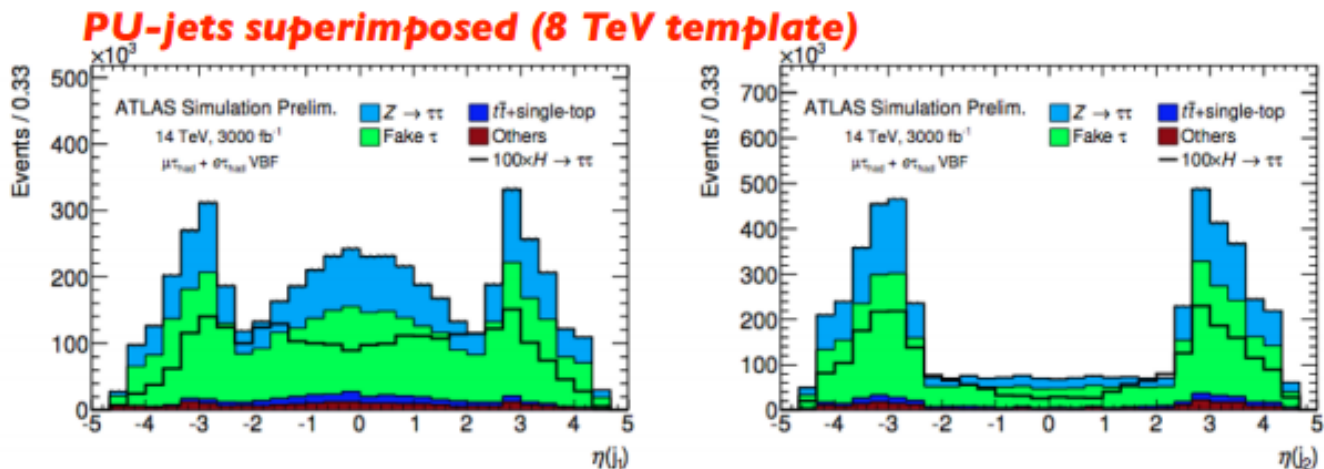 PU-jets superimposed (8 TeV template)
×10³
Events / 0.33
500
400
300
200
100
0
ATLAS Simulation Prelim.
14 TeV, 3000 fb⁻¹
μτhad + eτhad VBF
Z → ττ
Fake τ
tt̄+single-top
Others
100×H → ττ
-5 -4 -3 -2 -1 0 1 2 3 4 5
η(j₁)
×10³
Events / 0.33
700
600
500
400
300
200
100
0
ATLAS Simulation Prelim.
14 TeV, 3000 fb⁻¹
μτhad + eτhad VBF
Z → ττ
Fake τ
tt̄+single-top
Others
100×H → ττ
-5 -4 -3 -2 -1 0 1 2 3 4 5
η(j₂)